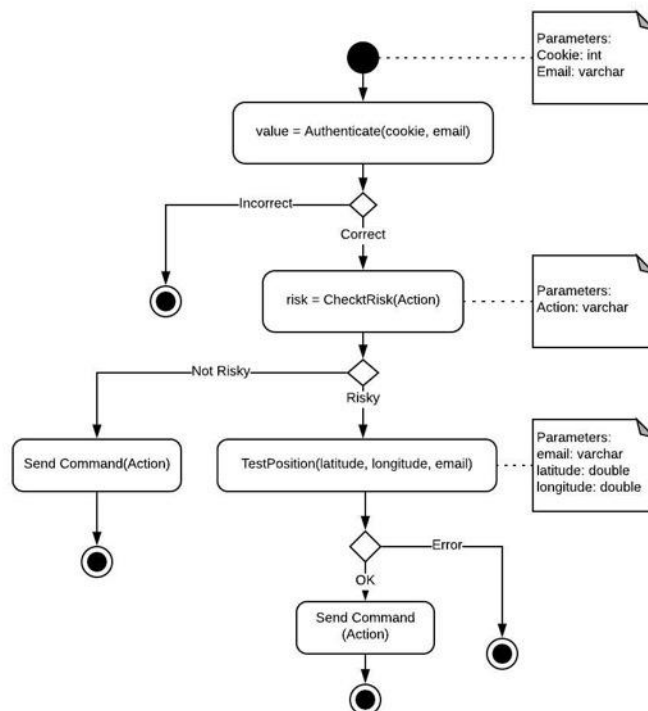 Parameters:
Cookie: int
Email: varchar
value = Authenticate(cookie, email)
Incorrect
Correct
risk = ChecktRisk(Action)
Parameters:
Action: varchar
Not Risky
Risky
Send Command(Action)
TestPosition(latitude, longitude, email)
Parameters:
email: varchar
latitude: double
longitude: double
Error
OK
Send Command
(Action)